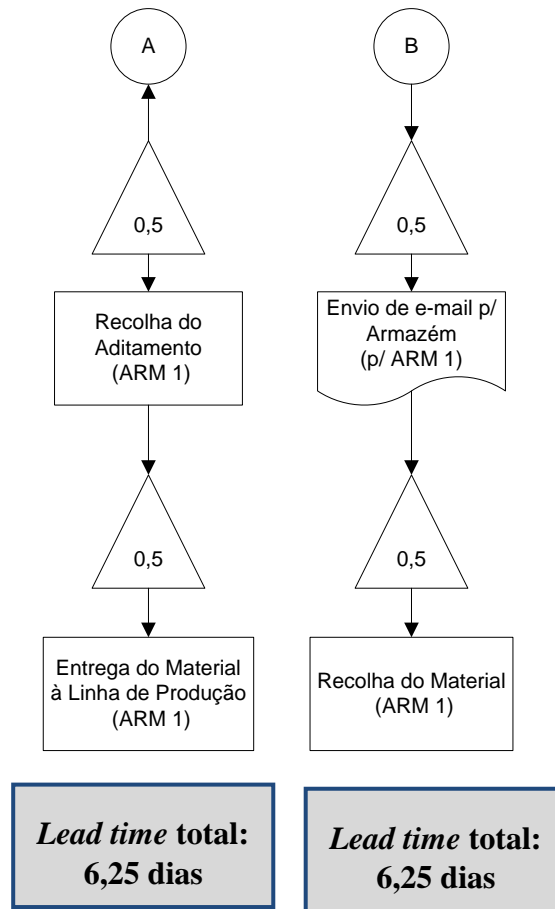 A
0,5
Recolha do
Aditamento
(ARM 1)
0,5
Entrega do Material
à Linha de Produção
(ARM 1)
Lead time total:
6,25 dias
B
0,5
Envio de e-mail p/
Armazém
(p/ ARM 1)
0,5
Recolha do Material
(ARM 1)
Lead time total:
6,25 dias